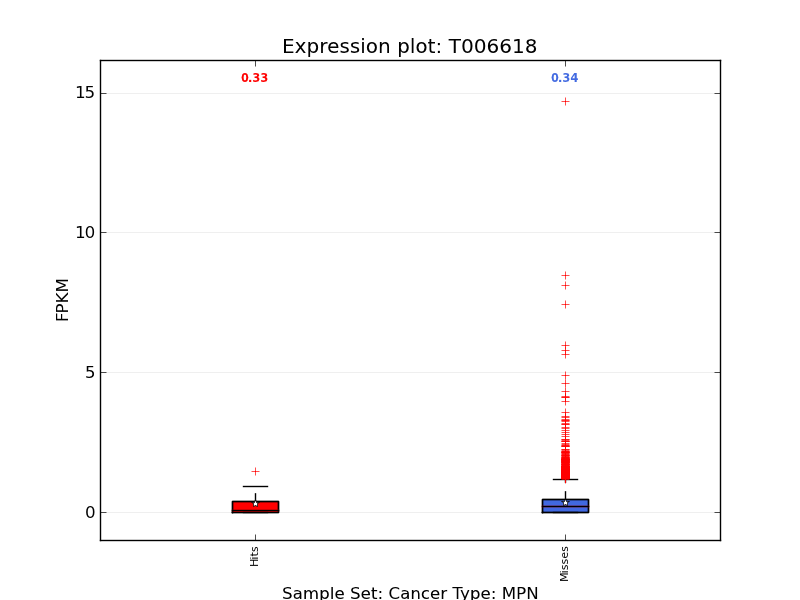 Expression plot: T006618
0.33
0.34
15
10
5
0
FPKM
Hits
Misses
Sample Set: Cancer Type: MPN